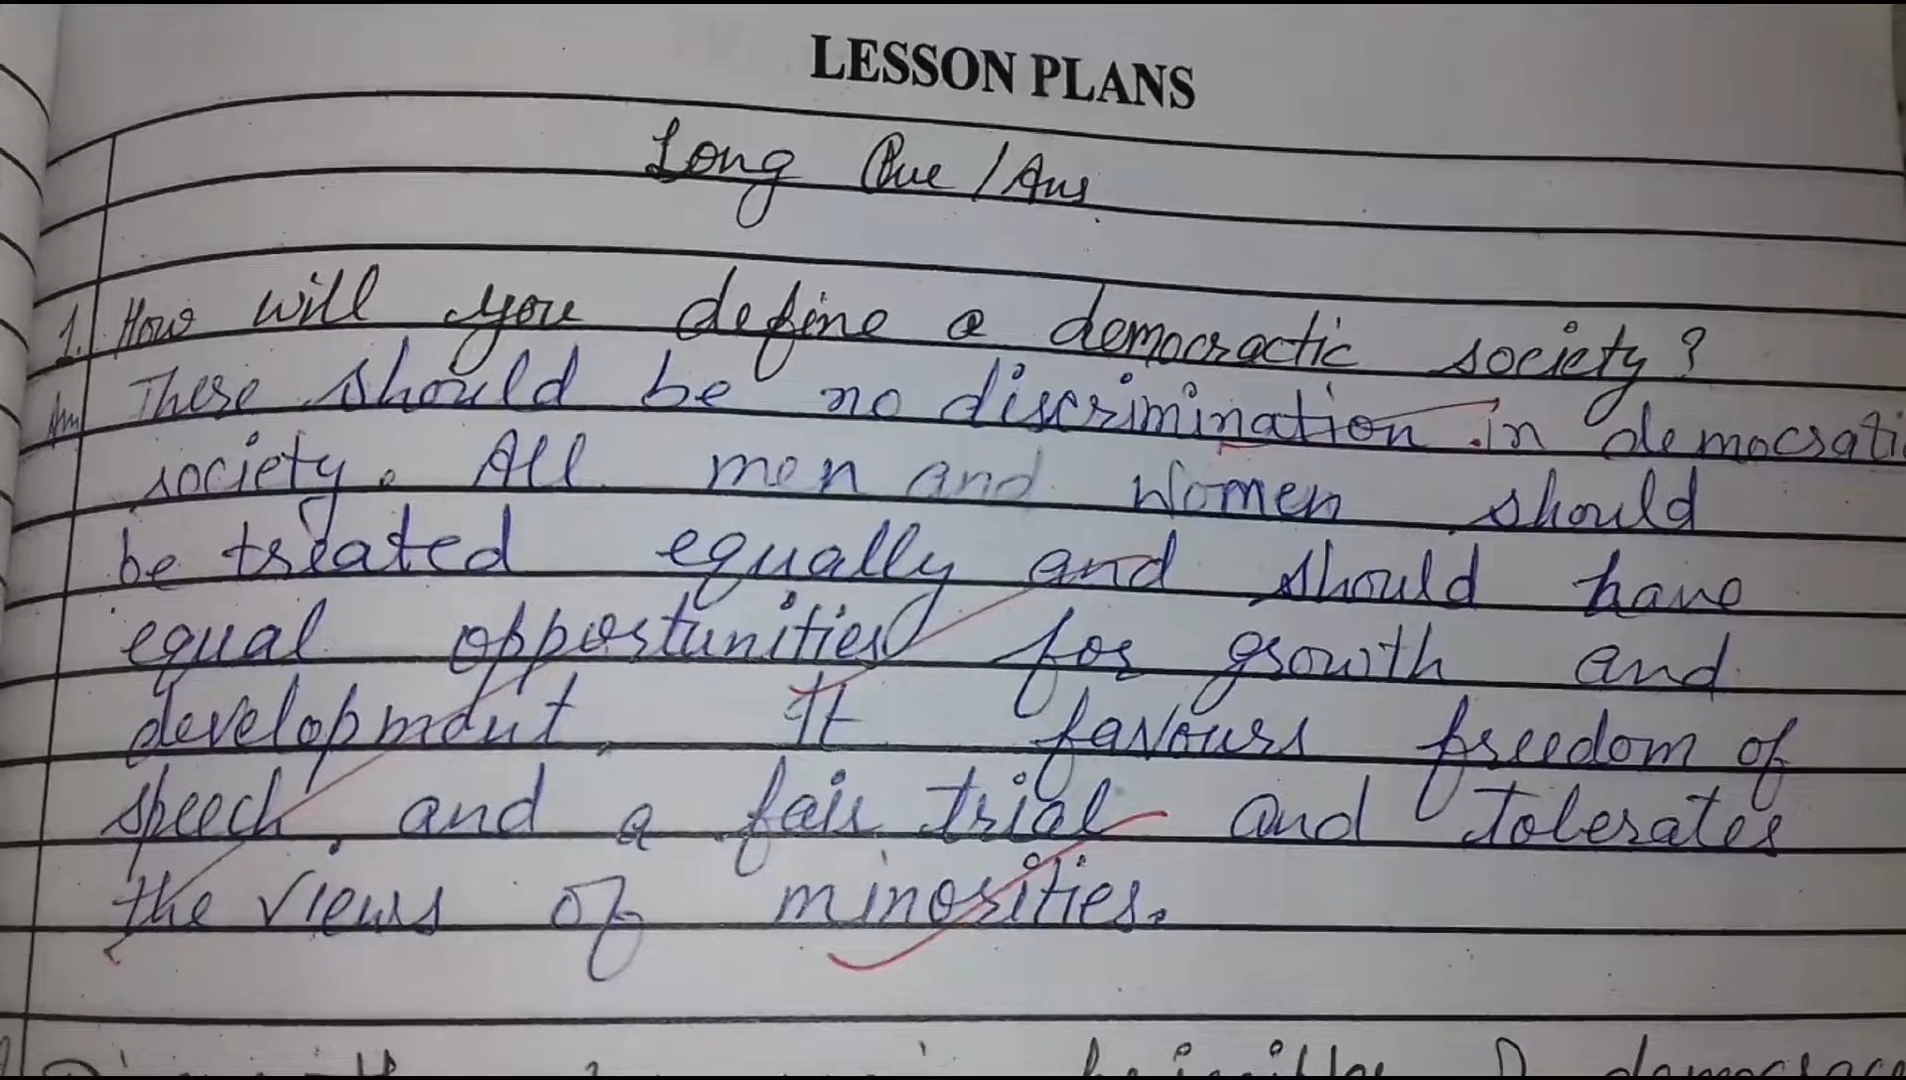 LESSON PLANS
Long Que/Ans
1. How will you define a democractic society?
Ans There should be no discrimination in democrati
society. All men and Women should
be treated equally and should have
equal opportunities for growth and
development. It favours freedom of
speech and a fair trial and tolerates
the views of minorities.